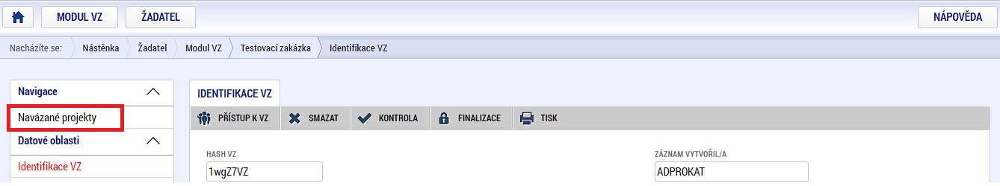 MODUL VZ ŽADATEL NÁPOVĚDA
Nacházíte se: Nástěnka Žadatel Modul VZ Testovací zakázka Identifikace VZ
Navigace
Navázané projekty
Datové oblasti
Identifikace VZ
IDENTIFIKACE VZ
PŘÍSTUP K VZ SMAZAT KONTROLA FINALIZACE TISK
HASH VZ ZÁZNAM VYTVOŘIL/A
1wgZ7VZ ADPROKAT